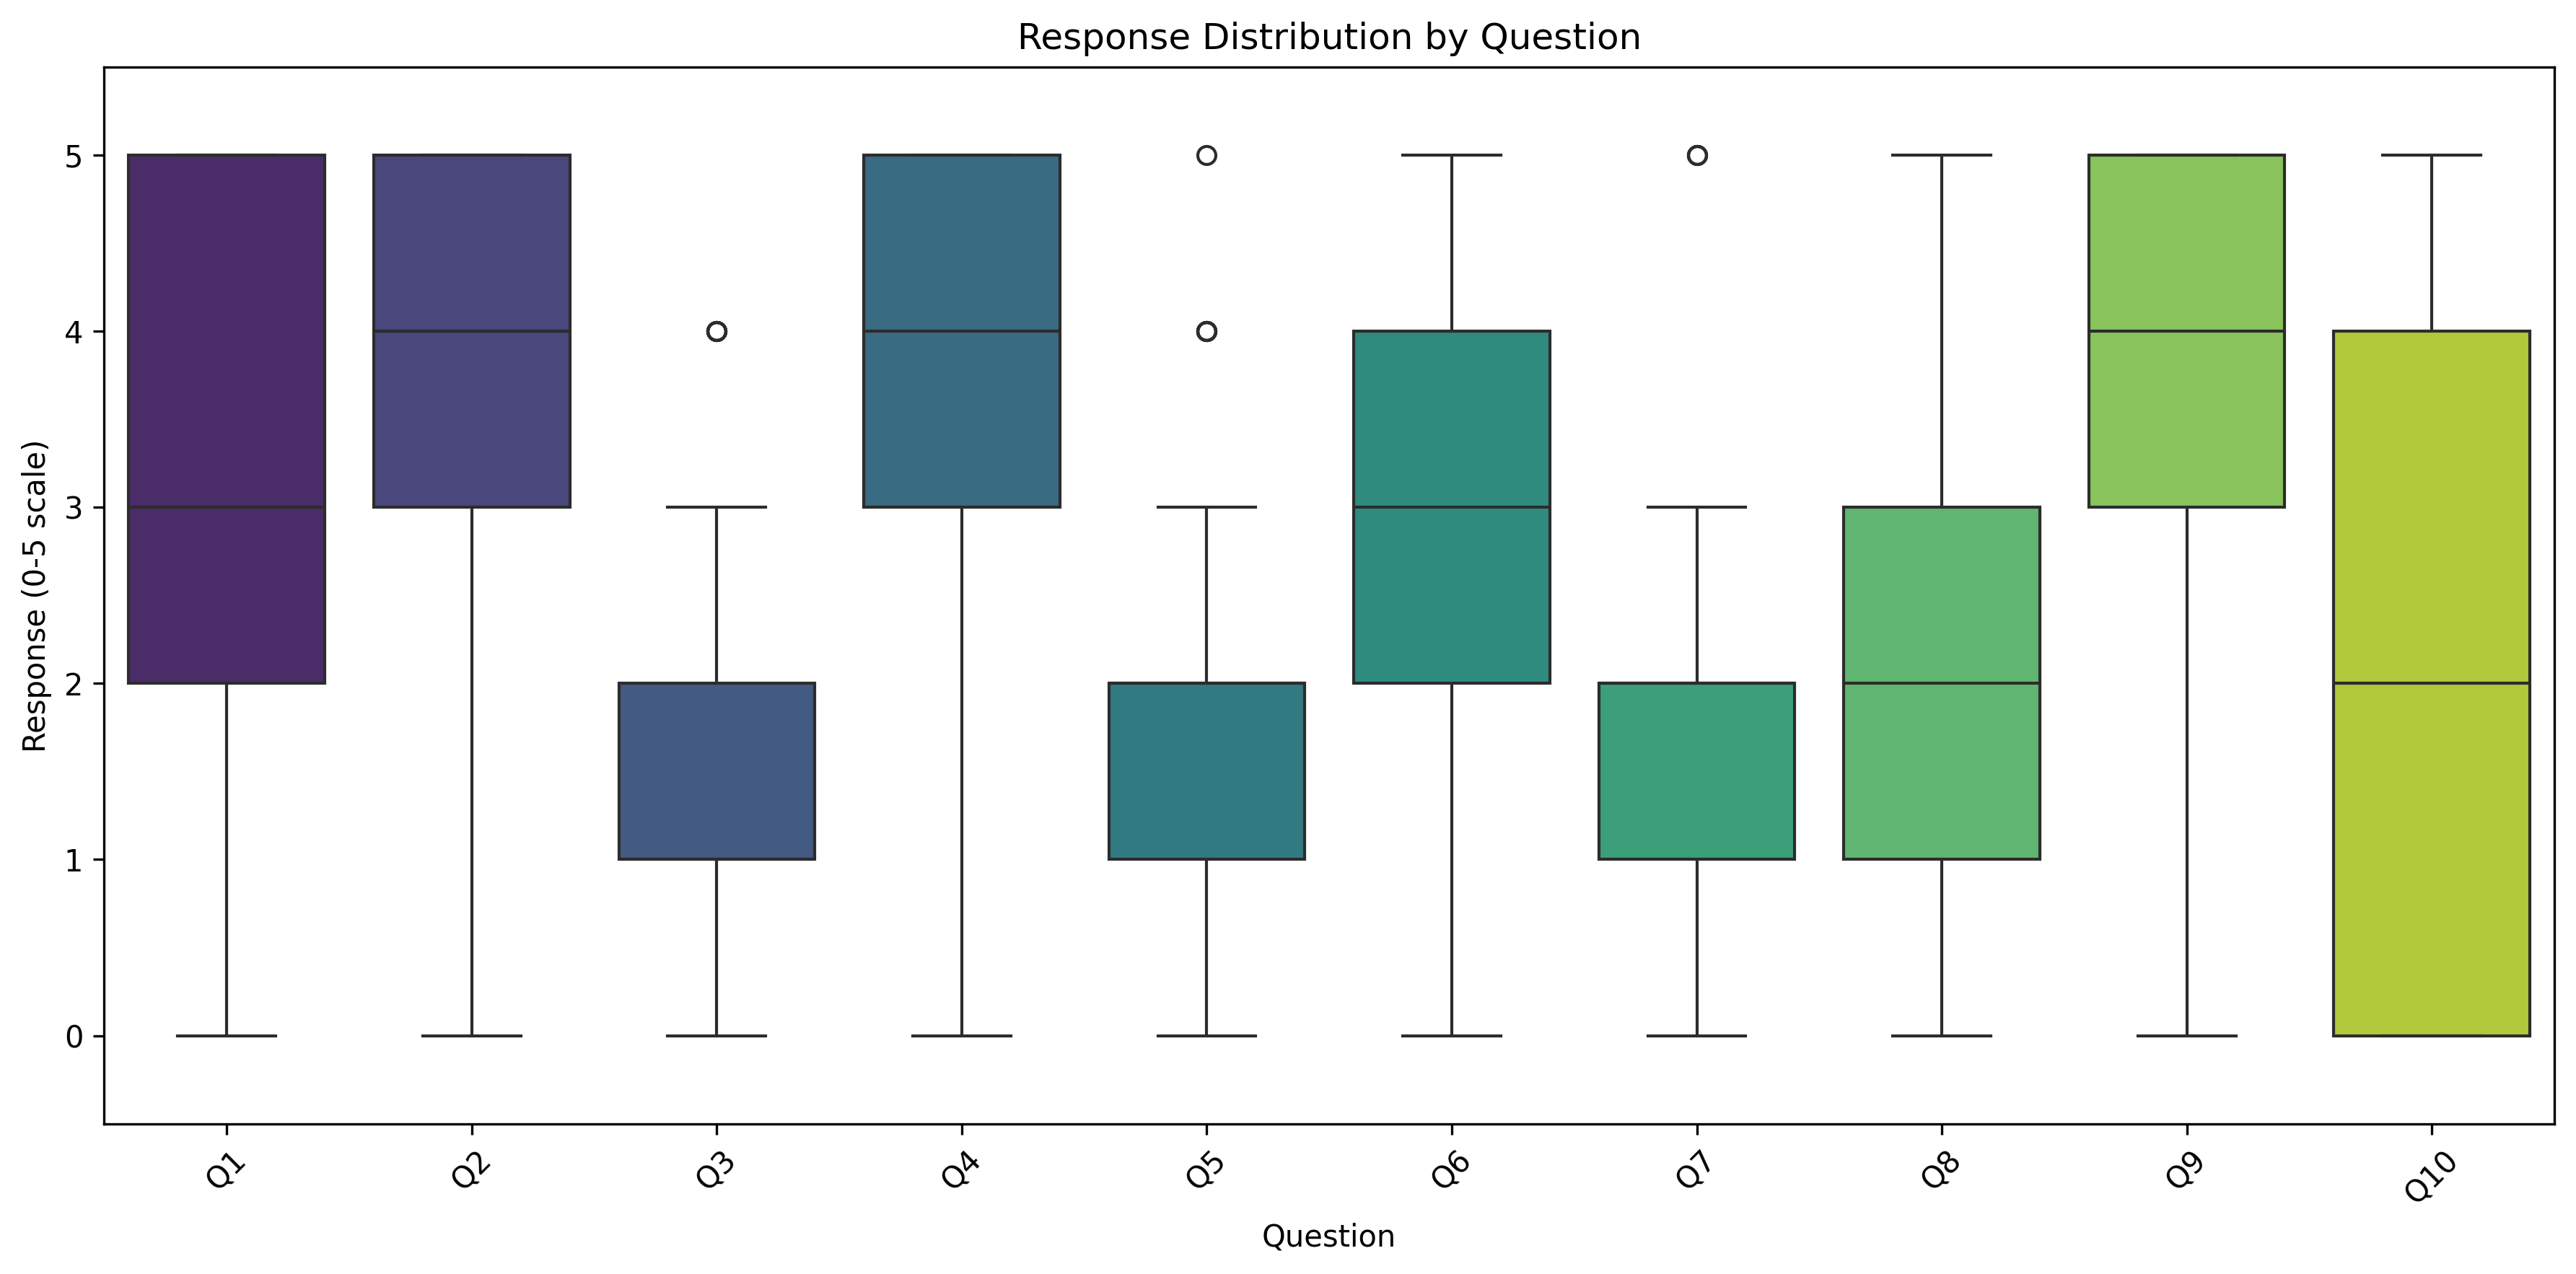 Response Distribution by Question
Response (0-5 scale)
5
4
3
2
1
0
Q1 Q2 Q3 Q4 Q5 Q6 Q7 Q8 Q9 Q10
Question